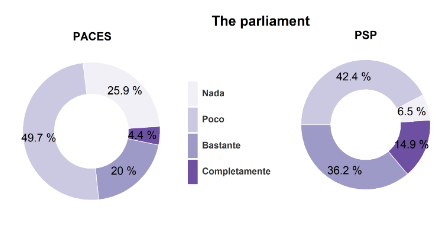 The parliament
PACES
PSP
25.9 %
49.7 %
4.4 %
20 %
Nada
Poco
Bastante
Completamente
42.4 %
6.5 %
14.9 %
36.2 %